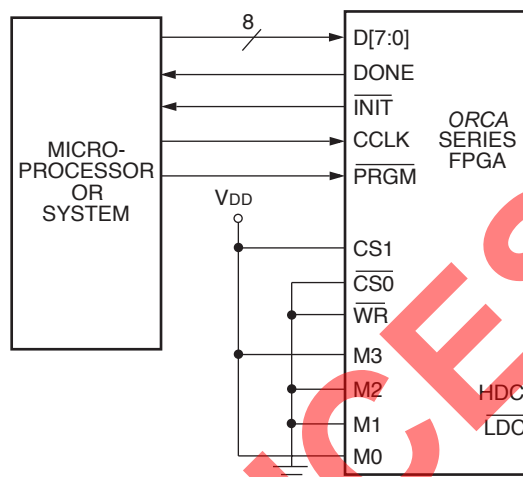 8
D[7:0]
DONE
INIT
CCLK
PRGM
MICRO-
PROCESSOR
OR
SYSTEM
ORCA
SERIES
FPGA
VDD
CS1
CS0
WR
M3
M2
M1
M0
HDC
LDC
CES